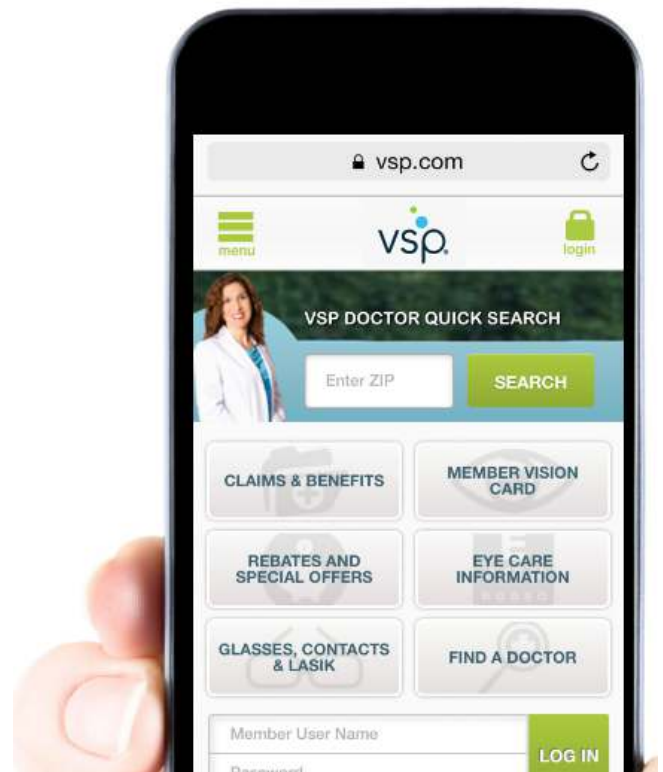 vsp.com
menu
vsp.
login
VSP DOCTOR QUICK SEARCH
Enter ZIP
SEARCH
CLAIMS & BENEFITS
MEMBER VISION
CARD
REBATES AND
SPECIAL OFFERS
EYE CARE
INFORMATION
GLASSES, CONTACTS
& LASIK
FIND A DOCTOR
Member User Name
LOG IN
Password